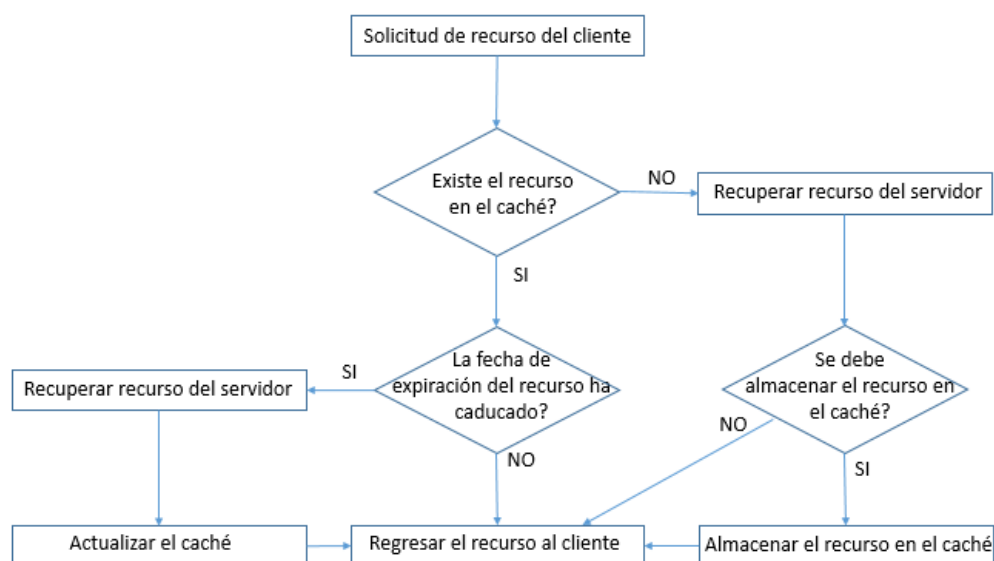 Solicitud de recurso del cliente
Existe el recurso
en el caché?
NO
Recuperar recurso del servidor
SI
La fecha de
expiración del recurso ha
caducado?
SI
Recuperar recurso del servidor
Se debe
almacenar el recurso en
el caché?
NO
NO
SI
Actualizar el caché
Regresar el recurso al cliente
Almacenar el recurso en el caché